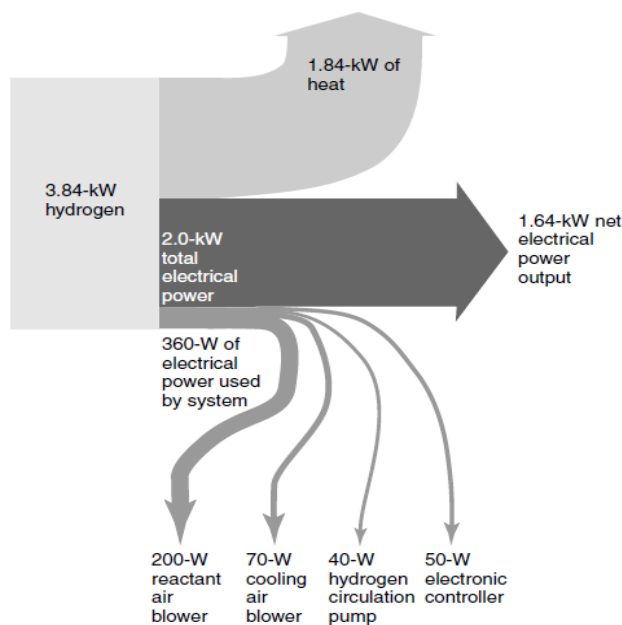 1.84-kW of
heat
3.84-kW
hydrogen
2.0-kW
total
electrical
power
1.64-kW net
electrical
power
output
360-W of
electrical
power used
by system
200-W
reactant
air
blower
70-W
cooling
air
blower
40-W
hydrogen
circulation
pump
50-W
electronic
controller